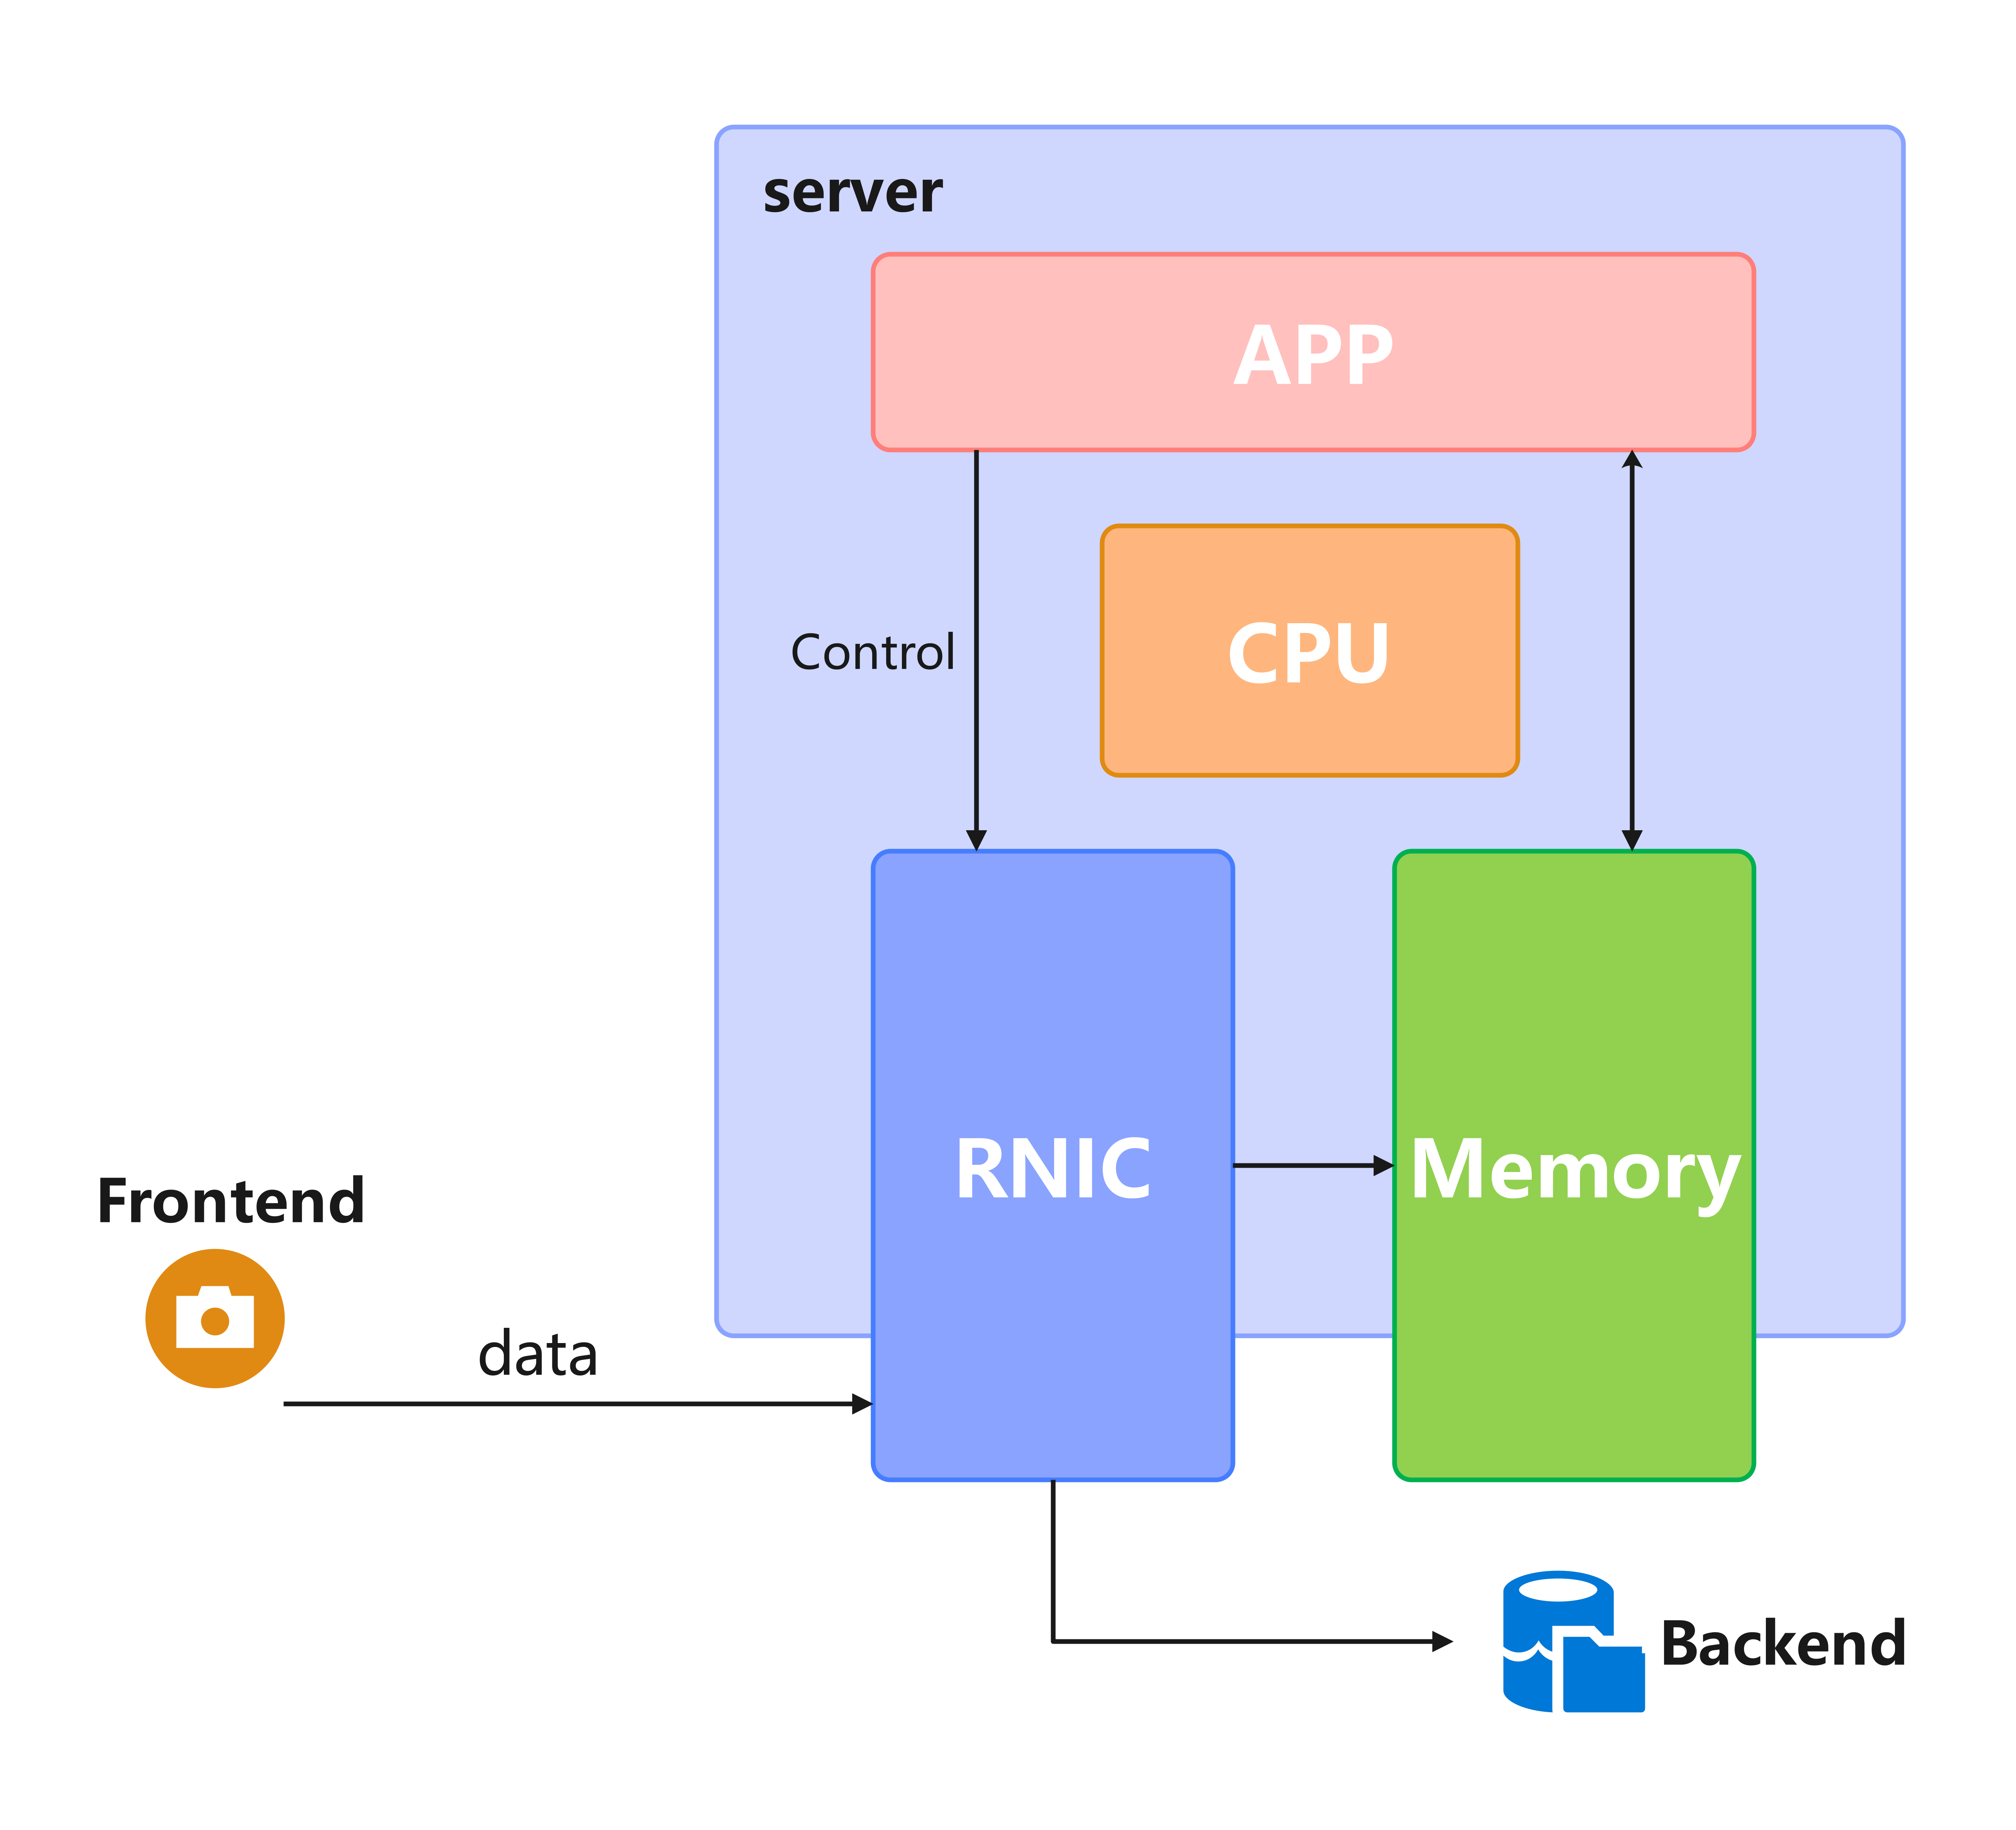 server
APP
CPU
Control
RNIC
Memory
Frontend
data
Backend